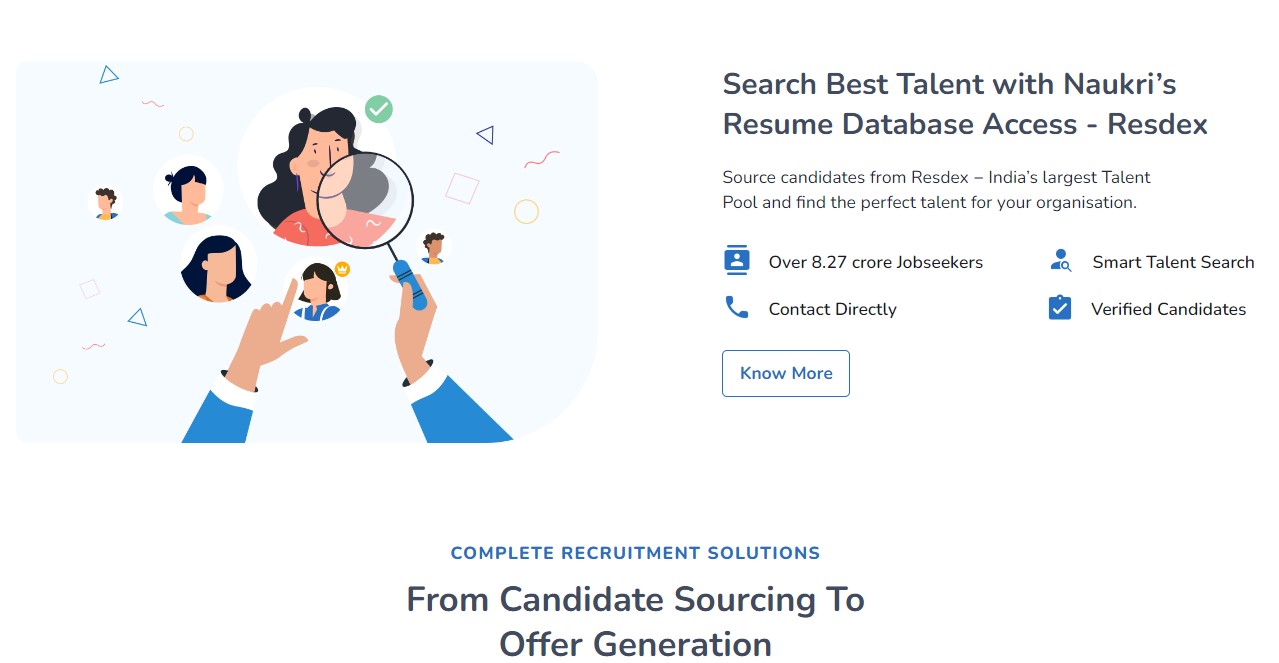 Search Best Talent with Naukri’s
Resume Database Access - Resdex
Source candidates from Resdex – India’s largest Talent
Pool and find the perfect talent for your organisation.
Over 8.27 crore Jobseekers
Smart Talent Search
Contact Directly
Verified Candidates
Know More
COMPLETE RECRUITMENT SOLUTIONS
From Candidate Sourcing To
Offer Generation